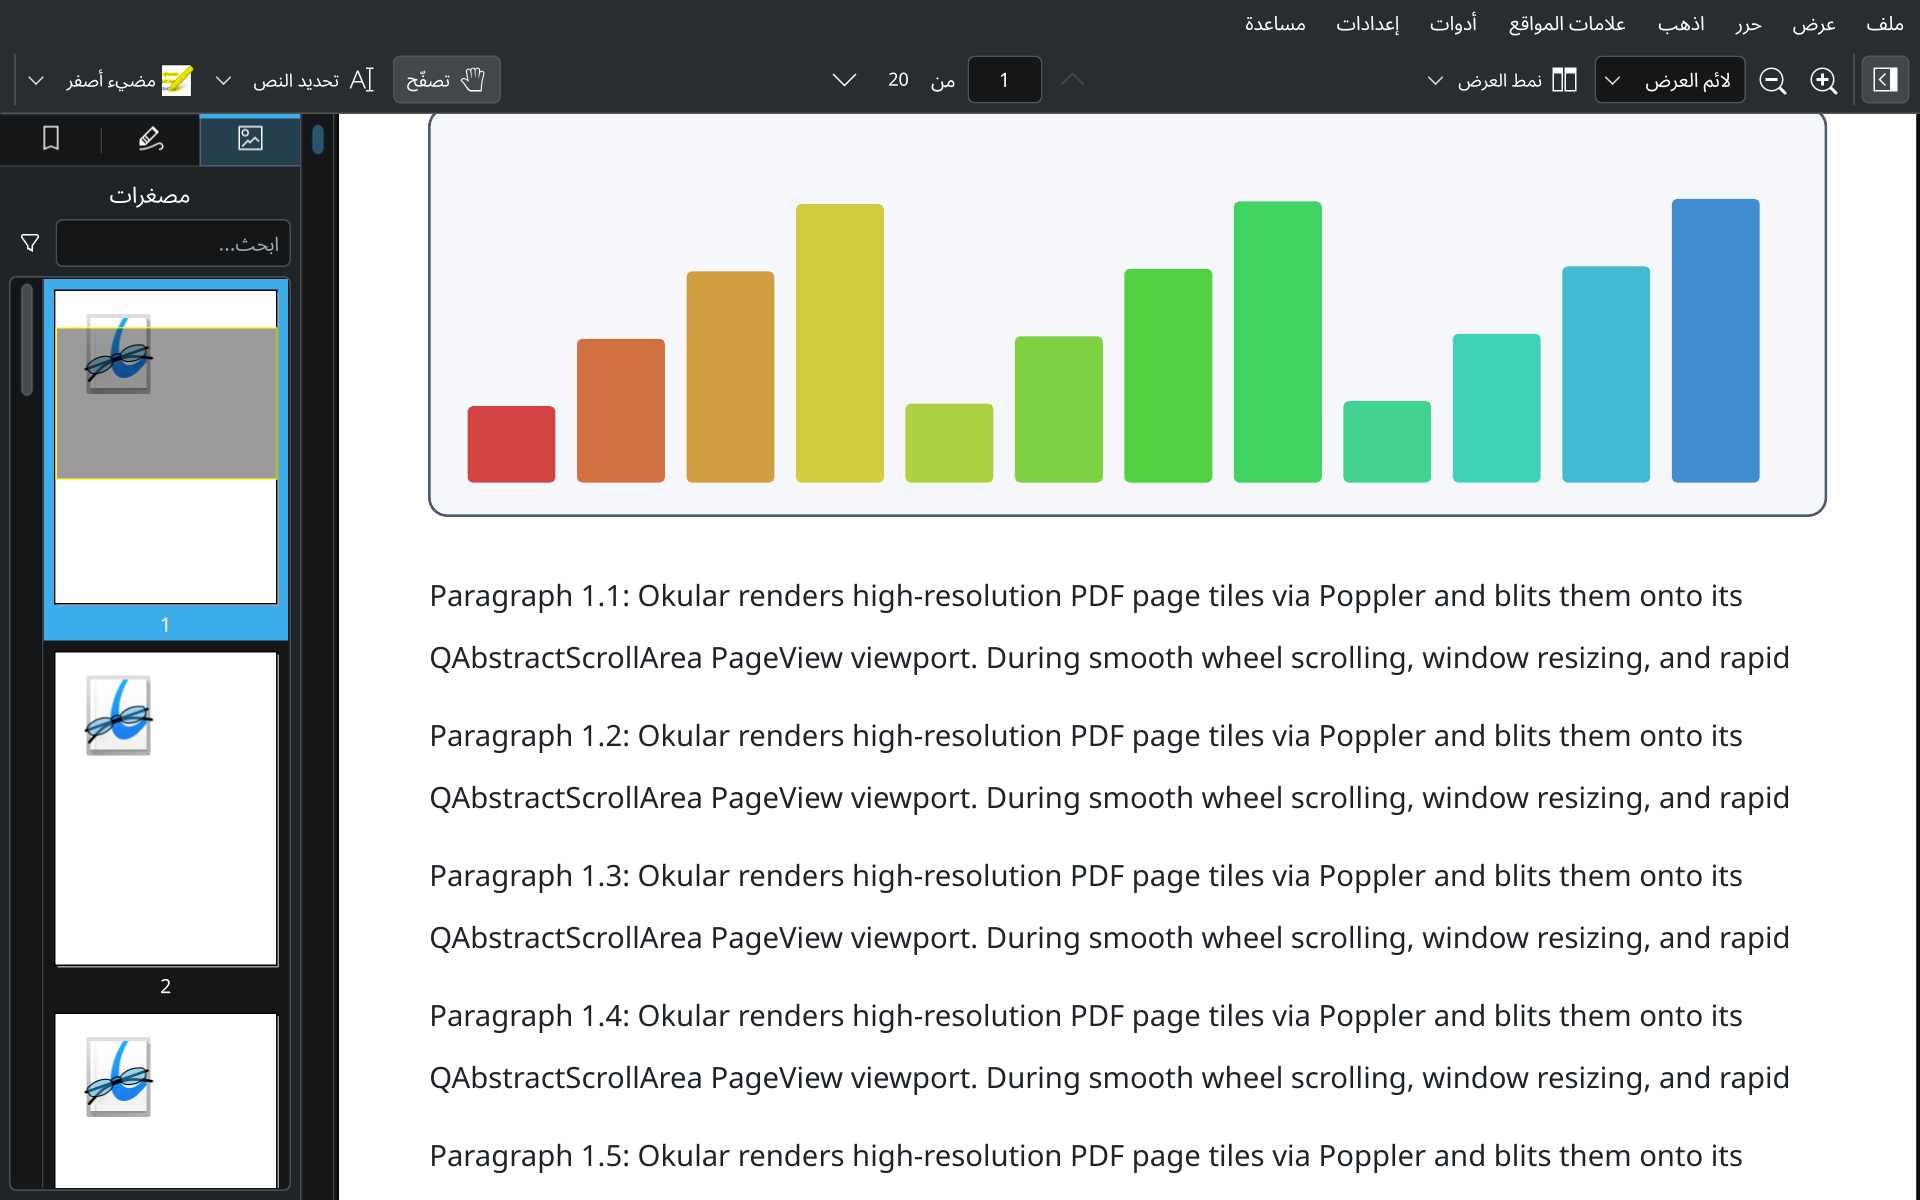 ملف عرض حرر اذهب علامات المواقع أدوات إعدادات مساعدة
لائم العرض نمط العرض 1 من 20 تصفّح تحديد النص مضيء أصفر
مصغرات
ابحث...
1
2
Paragraph 1.1: Okular renders high-resolution PDF page tiles via Poppler and blits them onto its
QAbstractScrollArea PageView viewport. During smooth wheel scrolling, window resizing, and rapid
Paragraph 1.2: Okular renders high-resolution PDF page tiles via Poppler and blits them onto its
QAbstractScrollArea PageView viewport. During smooth wheel scrolling, window resizing, and rapid
Paragraph 1.3: Okular renders high-resolution PDF page tiles via Poppler and blits them onto its
QAbstractScrollArea PageView viewport. During smooth wheel scrolling, window resizing, and rapid
Paragraph 1.4: Okular renders high-resolution PDF page tiles via Poppler and blits them onto its
QAbstractScrollArea PageView viewport. During smooth wheel scrolling, window resizing, and rapid
Paragraph 1.5: Okular renders high-resolution PDF page tiles via Poppler and blits them onto its